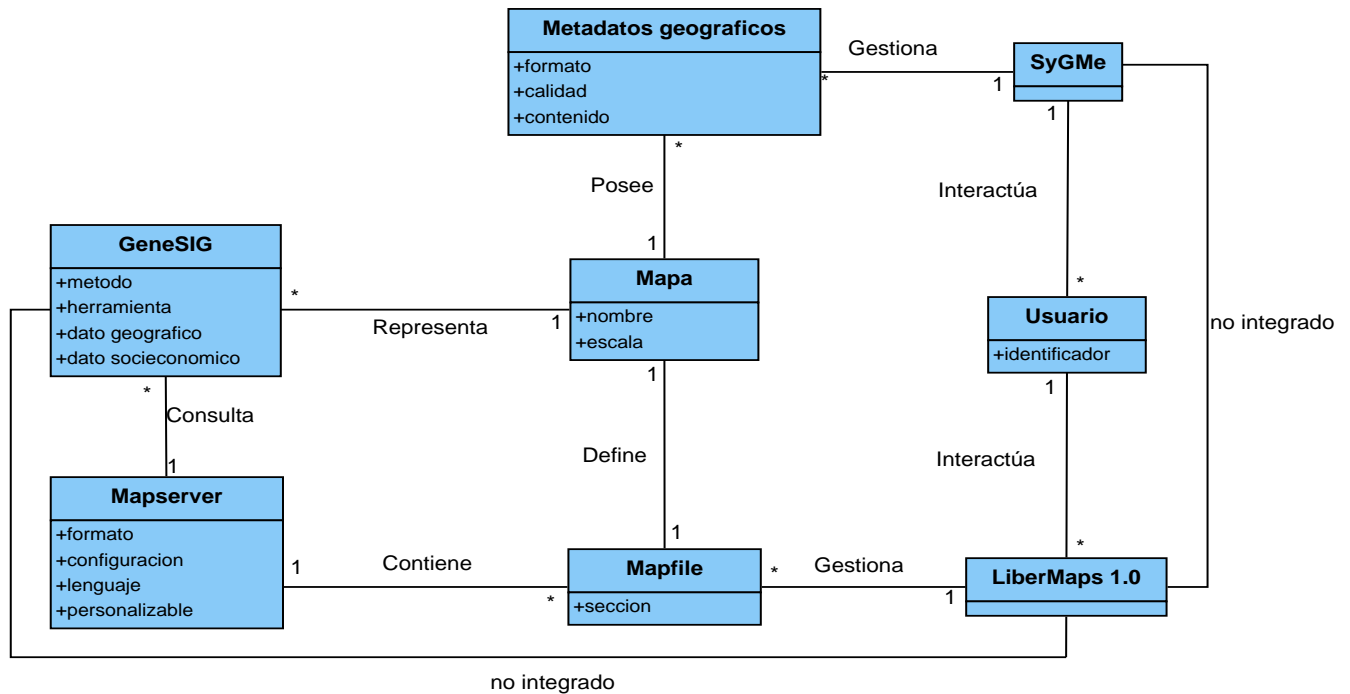 Metadatos geograficos
+formato
+calidad
+contenido
*
Gestiona
1
SyGMe
1
*
Posee
1
Interactúa
*
no integrado
GeneSIG
+metodo
+herramienta
+dato geografico
+dato socieconomico
*
Representa
1
Mapa
+nombre
+escala
1
Usuario
+identificador
1
*
Consulta
1
Define
1
Interactúa
*
Mapserver
+formato
+configuracion
+lenguaje
+personalizable
1
Contiene
*
Mapfile
+seccion
*
Gestiona
1
LiberMaps 1.0
no integrado